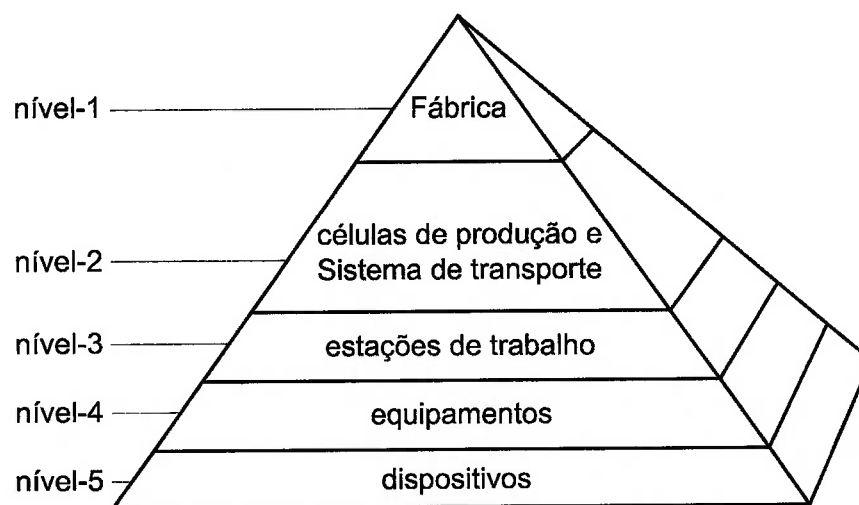 nível-1
Fábrica
nível-2
células de produção e
Sistema de transporte
nível-3
estações de trabalho
nível-4
equipamentos
nível-5
dispositivos